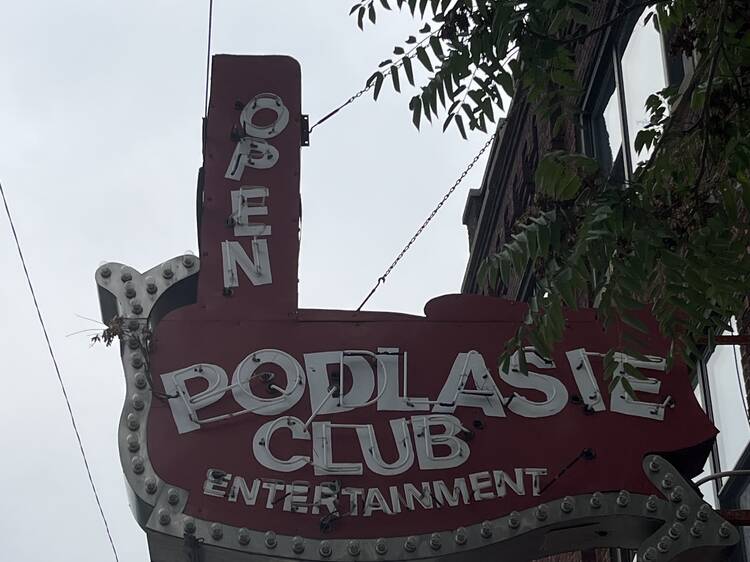 OPEN
PODLASIE
CLUB
ENTERTAINMENT